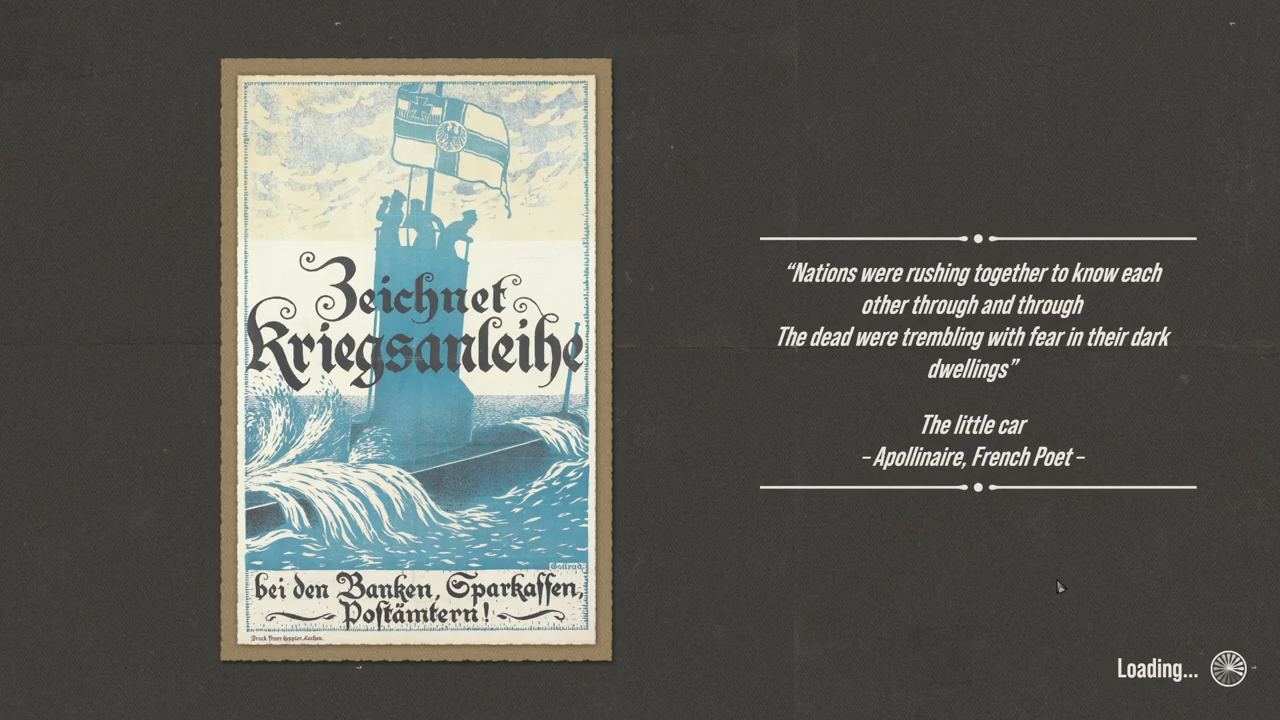 Zeichnet
Kriegsanleihe
bei den Banken, Sparkassen,
Postämtern!
“Nations were rushing together to know each
other through and through
The dead were trembling with fear in their dark
dwellings”
The little car
– Apollinaire, French Poet –
Loading...